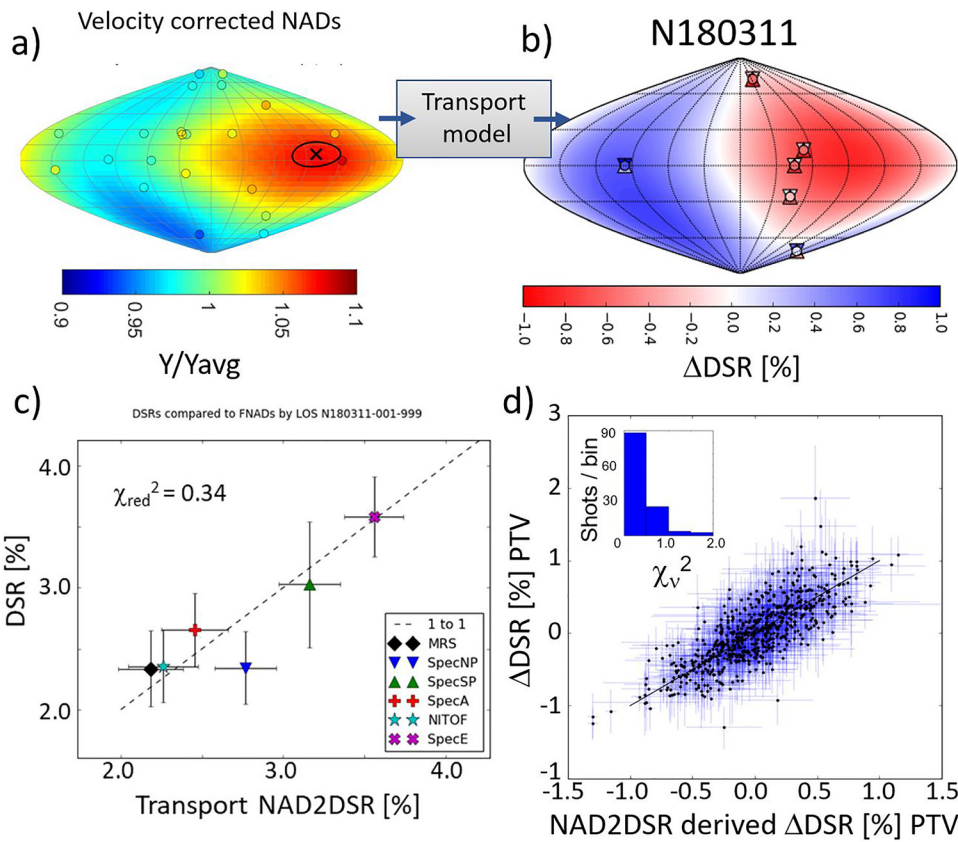 Velocity corrected NADs
a)
b)
N180311
Transport
model
0.9
0.95
1
1.05
1.1
Y/Yavg
-1.0
-0.8
-0.6
-0.4
-0.2
0.0
0.2
0.4
0.6
0.8
1.0
ΔDSR [%]
c)
DSRs compared to FNADs by LOS N180311-001-999
χred² = 0.34
4.0
3.0
2.0
DSR [%]
1 to 1
MRS
SpecNP
SpecSP
SpecA
NITOF
SpecE
2.0
3.0
4.0
Transport NAD2DSR [%]
d)
3
2
1
0
-1
-1
ΔDSR [%] PTV
90
60
30
Shots / bin
0
1.0
2.0
χν²
-1.5
-1.0
-0.5
0.0
0.5
1.0
1.5
NAD2DSR derived ΔDSR [%] PTV